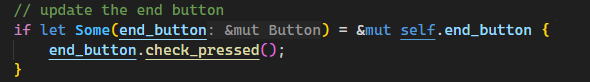 // update the end button
if let Some(end_button: &mut Button) = &mut self.end_button {
    end_button.check_pressed();
}